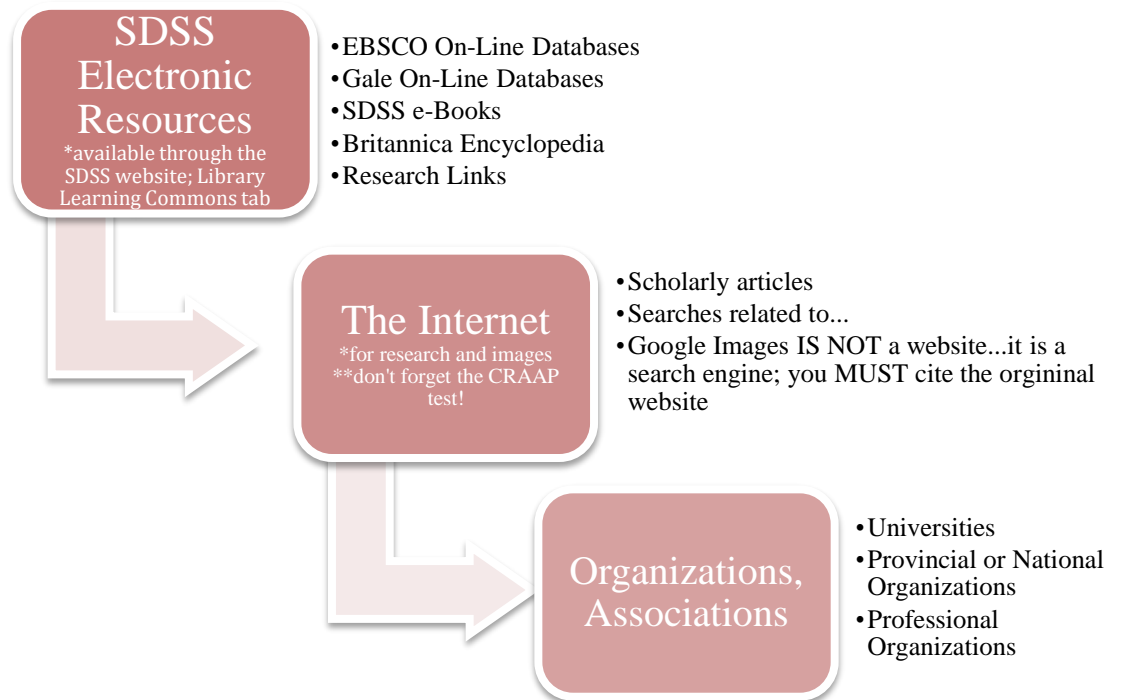 SDSS
Electronic
Resources
*available through the
SDSS website; Library
Learning Commons tab
•EBSCO On-Line Databases
•Gale On-Line Databases
•SDSS e-Books
•Britannica Encyclopedia
•Research Links
The Internet
*for research and images
**don't forget the CRAAP
test!
•Scholarly articles
•Searches related to...
•Google Images IS NOT a website...it is a
search engine; you MUST cite the orgininal
website
Organizations,
Associations
•Universities
•Provincial or National
Organizations
•Professional
Organizations